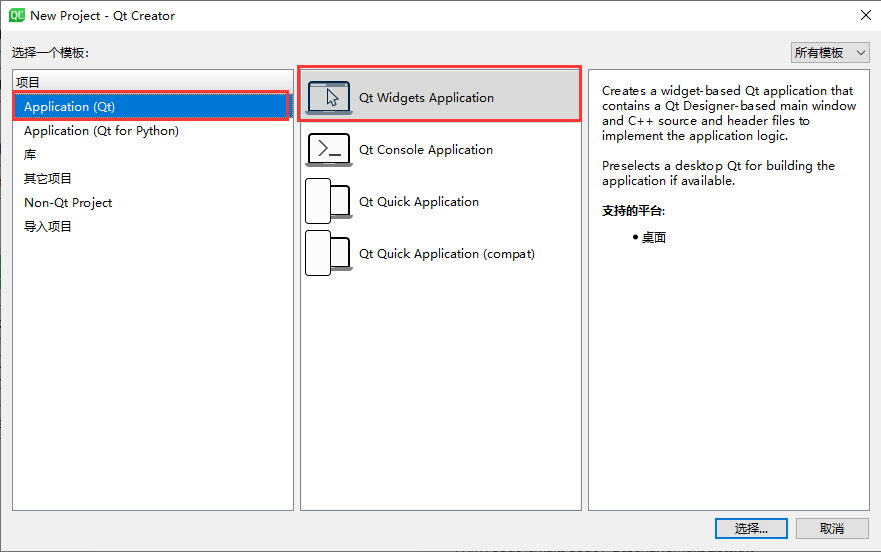 QC New Project - Qt Creator
选择一个模板:
所有模板
项目
Application (Qt)
Application (Qt for Python)
库
其它项目
Non-Qt Project
导入项目
Qt Widgets Application
Qt Console Application
Qt Quick Application
Qt Quick Application (compat)
Creates a widget-based Qt application that
contains a Qt Designer-based main window
and C++ source and header files to
implement the application logic.
Preselects a desktop Qt for building the
application if available.
支持的平台:
• 桌面
选择...
取消